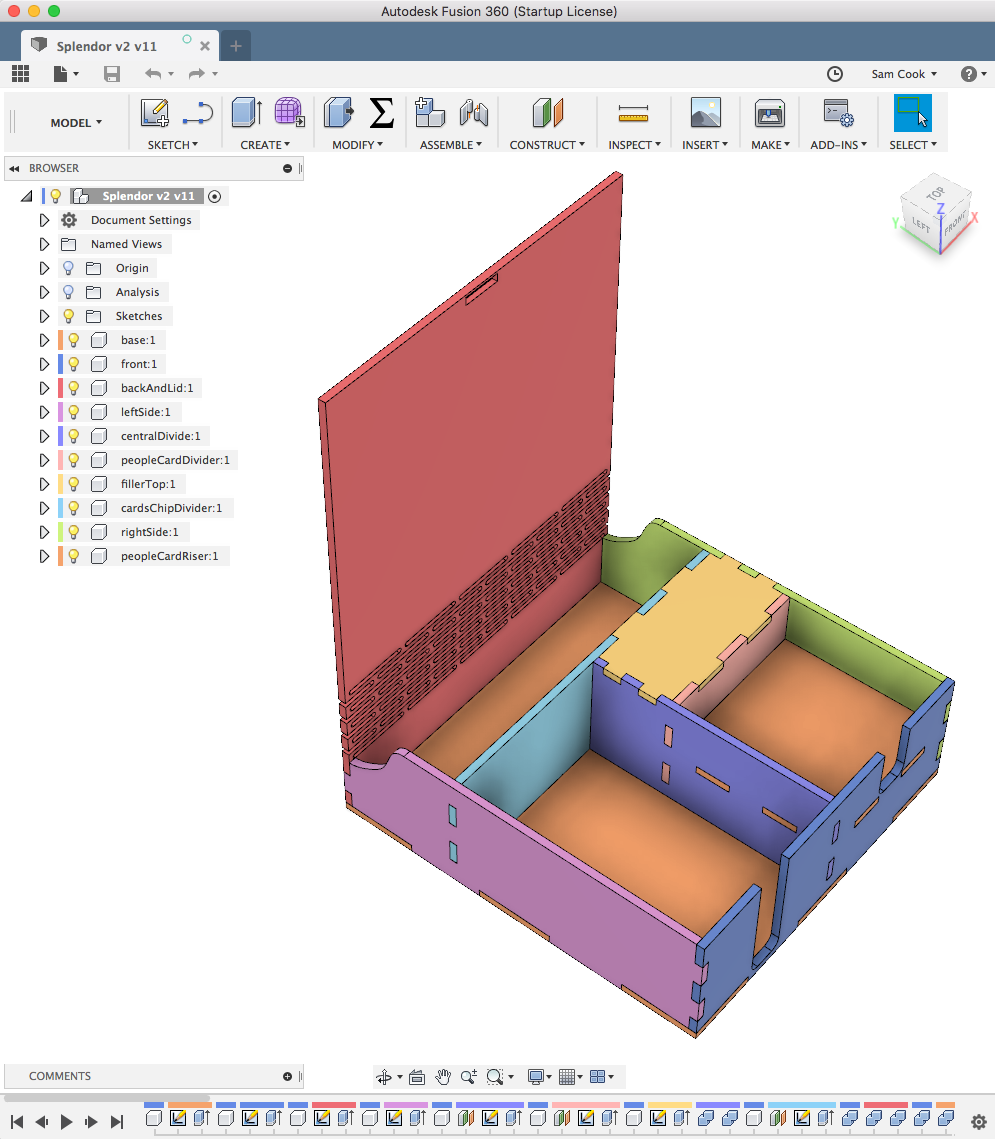 Autodesk Fusion 360 (Startup License)
Splendor v2 v11
Sam Cook
MODEL
SKETCH CREATE MODIFY ASSEMBLE CONSTRUCT INSPECT INSERT MAKE ADD-INS SELECT
BROWSER
Splendor v2 v11
Document Settings
Named Views
Origin
Analysis
Sketches
base:1
front:1
backAndLid:1
leftSide:1
centralDivide:1
peopleCardDivider:1
fillerTop:1
cardsChipDivider:1
rightSide:1
peopleCardRiser:1
TOP
Z
X
Y
LEFT
FRONT
COMMENTS